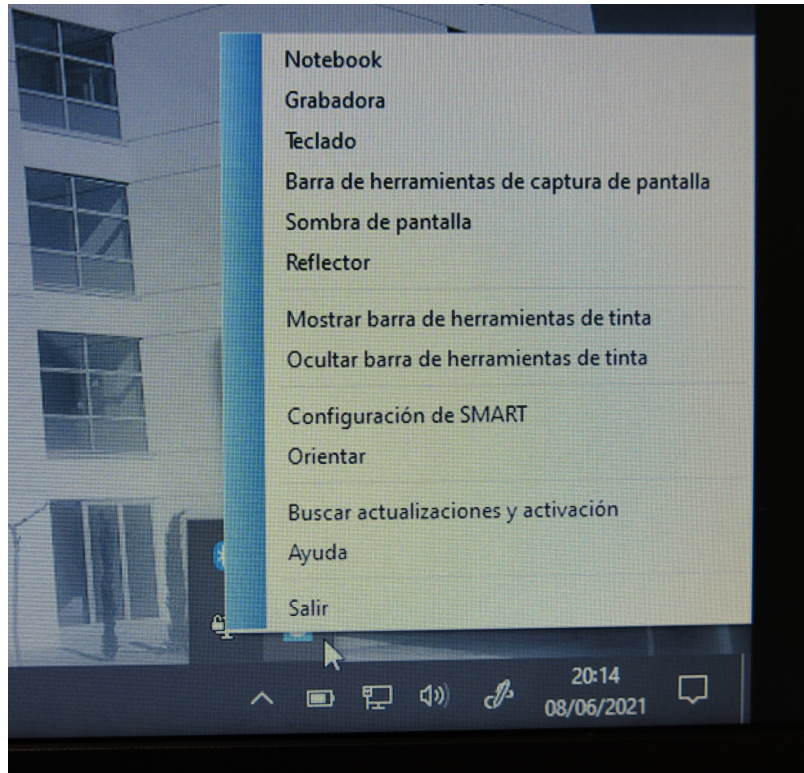 Notebook
Grabadora
Teclado
Barra de herramientas de captura de pantalla
Sombra de pantalla
Reflector
Mostrar barra de herramientas de tinta
Ocultar barra de herramientas de tinta
Configuración de SMART
Orientar
Buscar actualizaciones y activación
Ayuda
Salir
20:14
08/06/2021